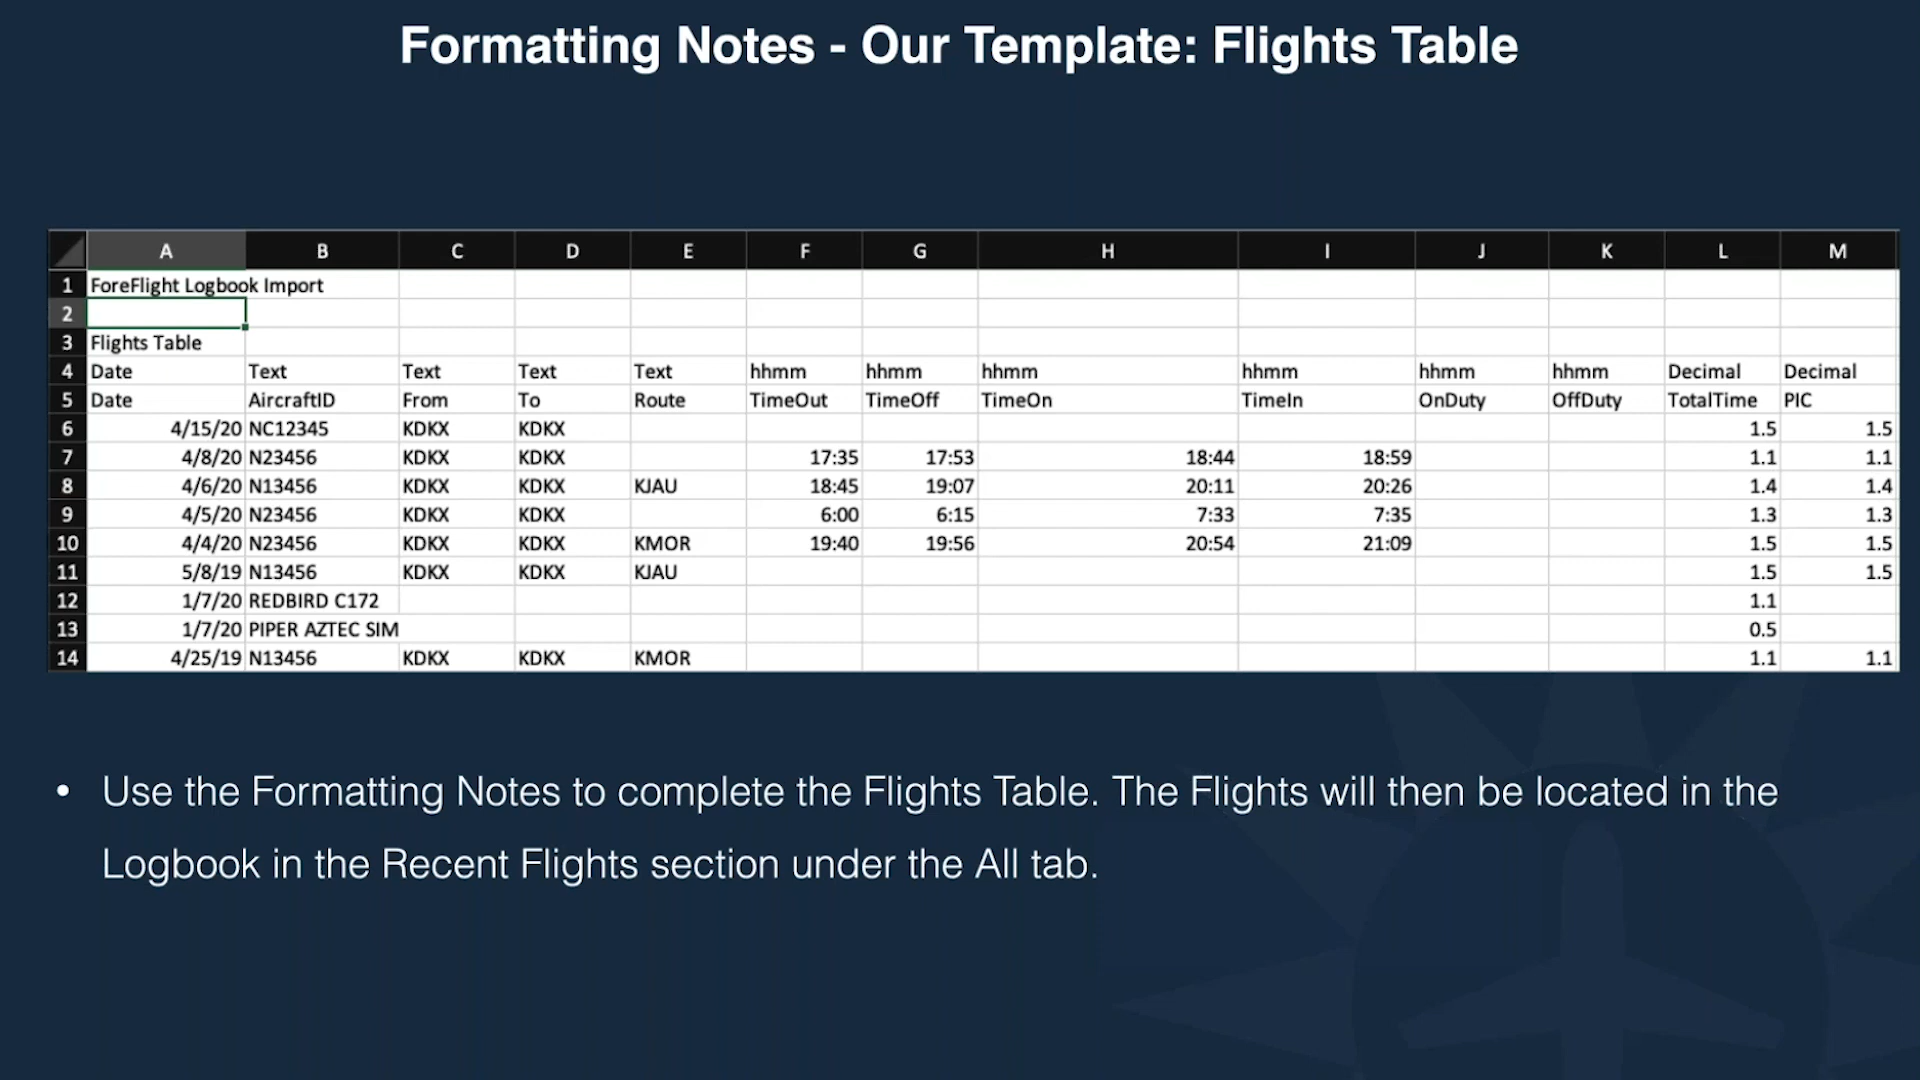 Formatting Notes - Our Template: Flights Table
A B C D E F G H I J K L M
1 ForeFlight Logbook Import
2
3 Flights Table
4 Date Text Text Text Text hhmm hhmm hhmm hhmm hhmm hhmm Decimal Decimal
5 Date AircraftID From To Route TimeOut TimeOff TimeOn TimeIn OnDuty OffDuty TotalTime PIC
6 4/15/20 NC12345 KDKX KDKX 1.5 1.5
7 4/8/20 N23456 KDKX KDKX 17:35 17:53 18:44 18:59 1.1 1.1
8 4/6/20 N13456 KDKX KDKX KJAU 18:45 19:07 20:11 20:26 1.4 1.4
9 4/5/20 N23456 KDKX KDKX 6:00 6:15 7:33 7:35 1.3 1.3
10 4/4/20 N23456 KDKX KDKX KMOR 19:40 19:56 20:54 21:09 1.5 1.5
11 5/8/19 N13456 KDKX KDKX KJAU 1.5 1.5
12 1/7/20 REDBIRD C172 1.1
13 1/7/20 PIPER AZTEC SIM 0.5
14 4/25/19 N13456 KDKX KDKX KMOR 1.1 1.1
• Use the Formatting Notes to complete the Flights Table. The Flights will then be located in the
Logbook in the Recent Flights section under the All tab.